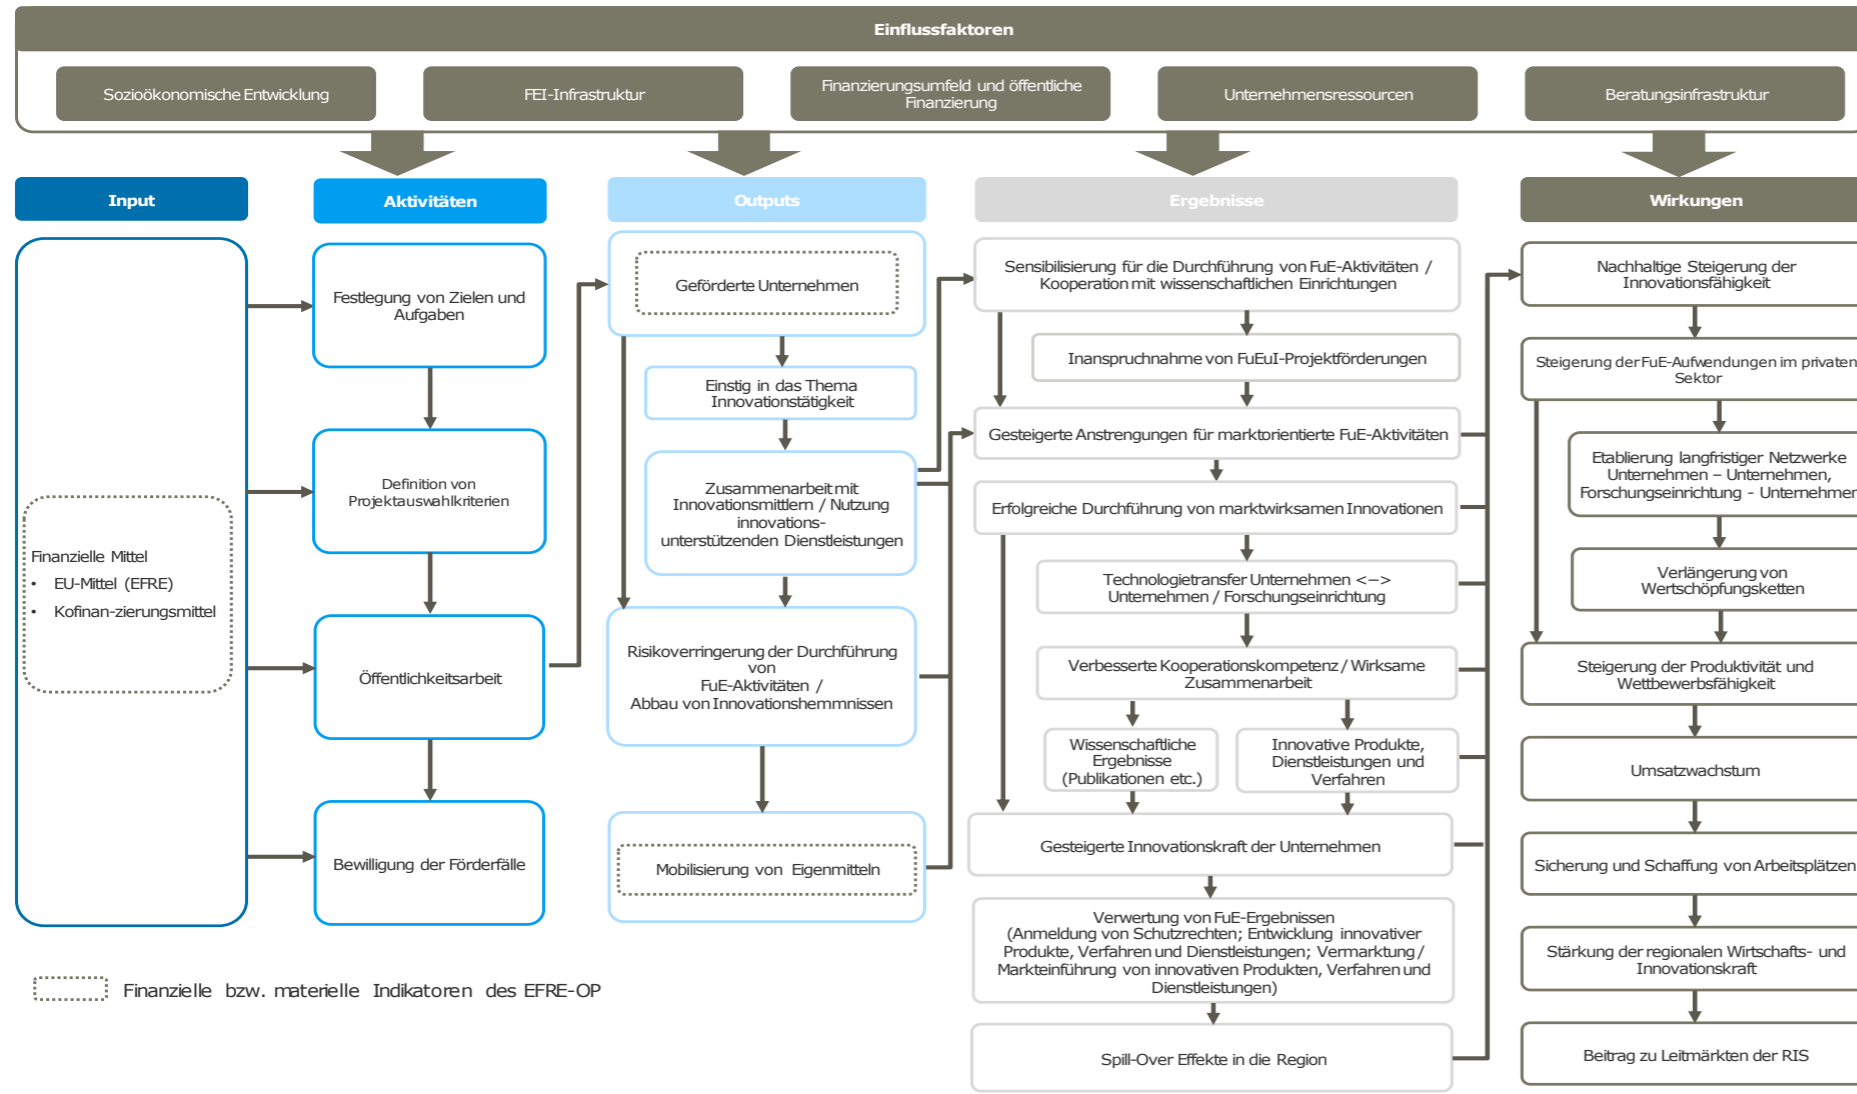 Einflussfaktoren
Sozioökonomische Entwicklung
FEI-Infrastruktur
Finanzierungsumfeld und öffentliche
Finanzierung
Unternehmensressourcen
Beratungsinfrastruktur
Input
Finanzielle Mittel
• EU-Mittel (EFRE)
• Kofinan-zierungsmittel
Aktivitäten
Festlegung von Zielen und
Aufgaben
Definition von
Projektauswahlkriterien
Öffentlichkeitsarbeit
Bewilligung der Förderfälle
Outputs
Geförderte Unternehmen
Einstig in das Thema
Innovationstätigkeit
Zusammenarbeit mit
Innovationsmittlern / Nutzung
innovations-
unterstützenden Dienstleistungen
Risikoverringerung der Durchführung
von
FuE-Aktivitäten /
Abbau von Innovationshemmnissen
Mobilisierung von Eigenmitteln
Ergebnisse
Sensibilisierung für die Durchführung von FuE-Aktivitäten /
Kooperation mit wissenschaftlichen Einrichtungen
Inanspruchnahme von FuEuI-Projektförderungen
Gesteigerte Anstrengungen für marktorientierte FuE-Aktivitäten
Erfolgreiche Durchführung von marktwirksamen Innovationen
Technologietransfer Unternehmen <–>
Unternehmen / Forschungseinrichtung
Verbesserte Kooperationskompetenz / Wirksame
Zusammenarbeit
Wissenschaftliche
Ergebnisse
(Publikationen etc.)
Innovative Produkte,
Dienstleistungen und
Verfahren
Gesteigerte Innovationskraft der Unternehmen
Verwertung von FuE-Ergebnissen
(Anmeldung von Schutzrechten; Entwicklung innovativer
Produkte, Verfahren und Dienstleistungen; Vermarktung /
Markteinführung von innovativen Produkten, Verfahren und
Dienstleistungen)
Spill-Over Effekte in die Region
Wirkungen
Nachhaltige Steigerung der
Innovationsfähigkeit
Steigerung der FuE-Aufwendungen im privaten
Sektor
Etablierung langfristiger Netzwerke
Unternehmen – Unternehmen,
Forschungseinrichtung - Unternehmen
Verlängerung von
Wertschöpfungsketten
Steigerung der Produktivität und
Wettbewerbsfähigkeit
Umsatzwachstum
Sicherung und Schaffung von Arbeitsplätzen
Stärkung der regionalen Wirtschafts- und
Innovationskraft
Beitrag zu Leitmärkten der RIS
Finanzielle bzw. materielle Indikatoren des EFRE-OP